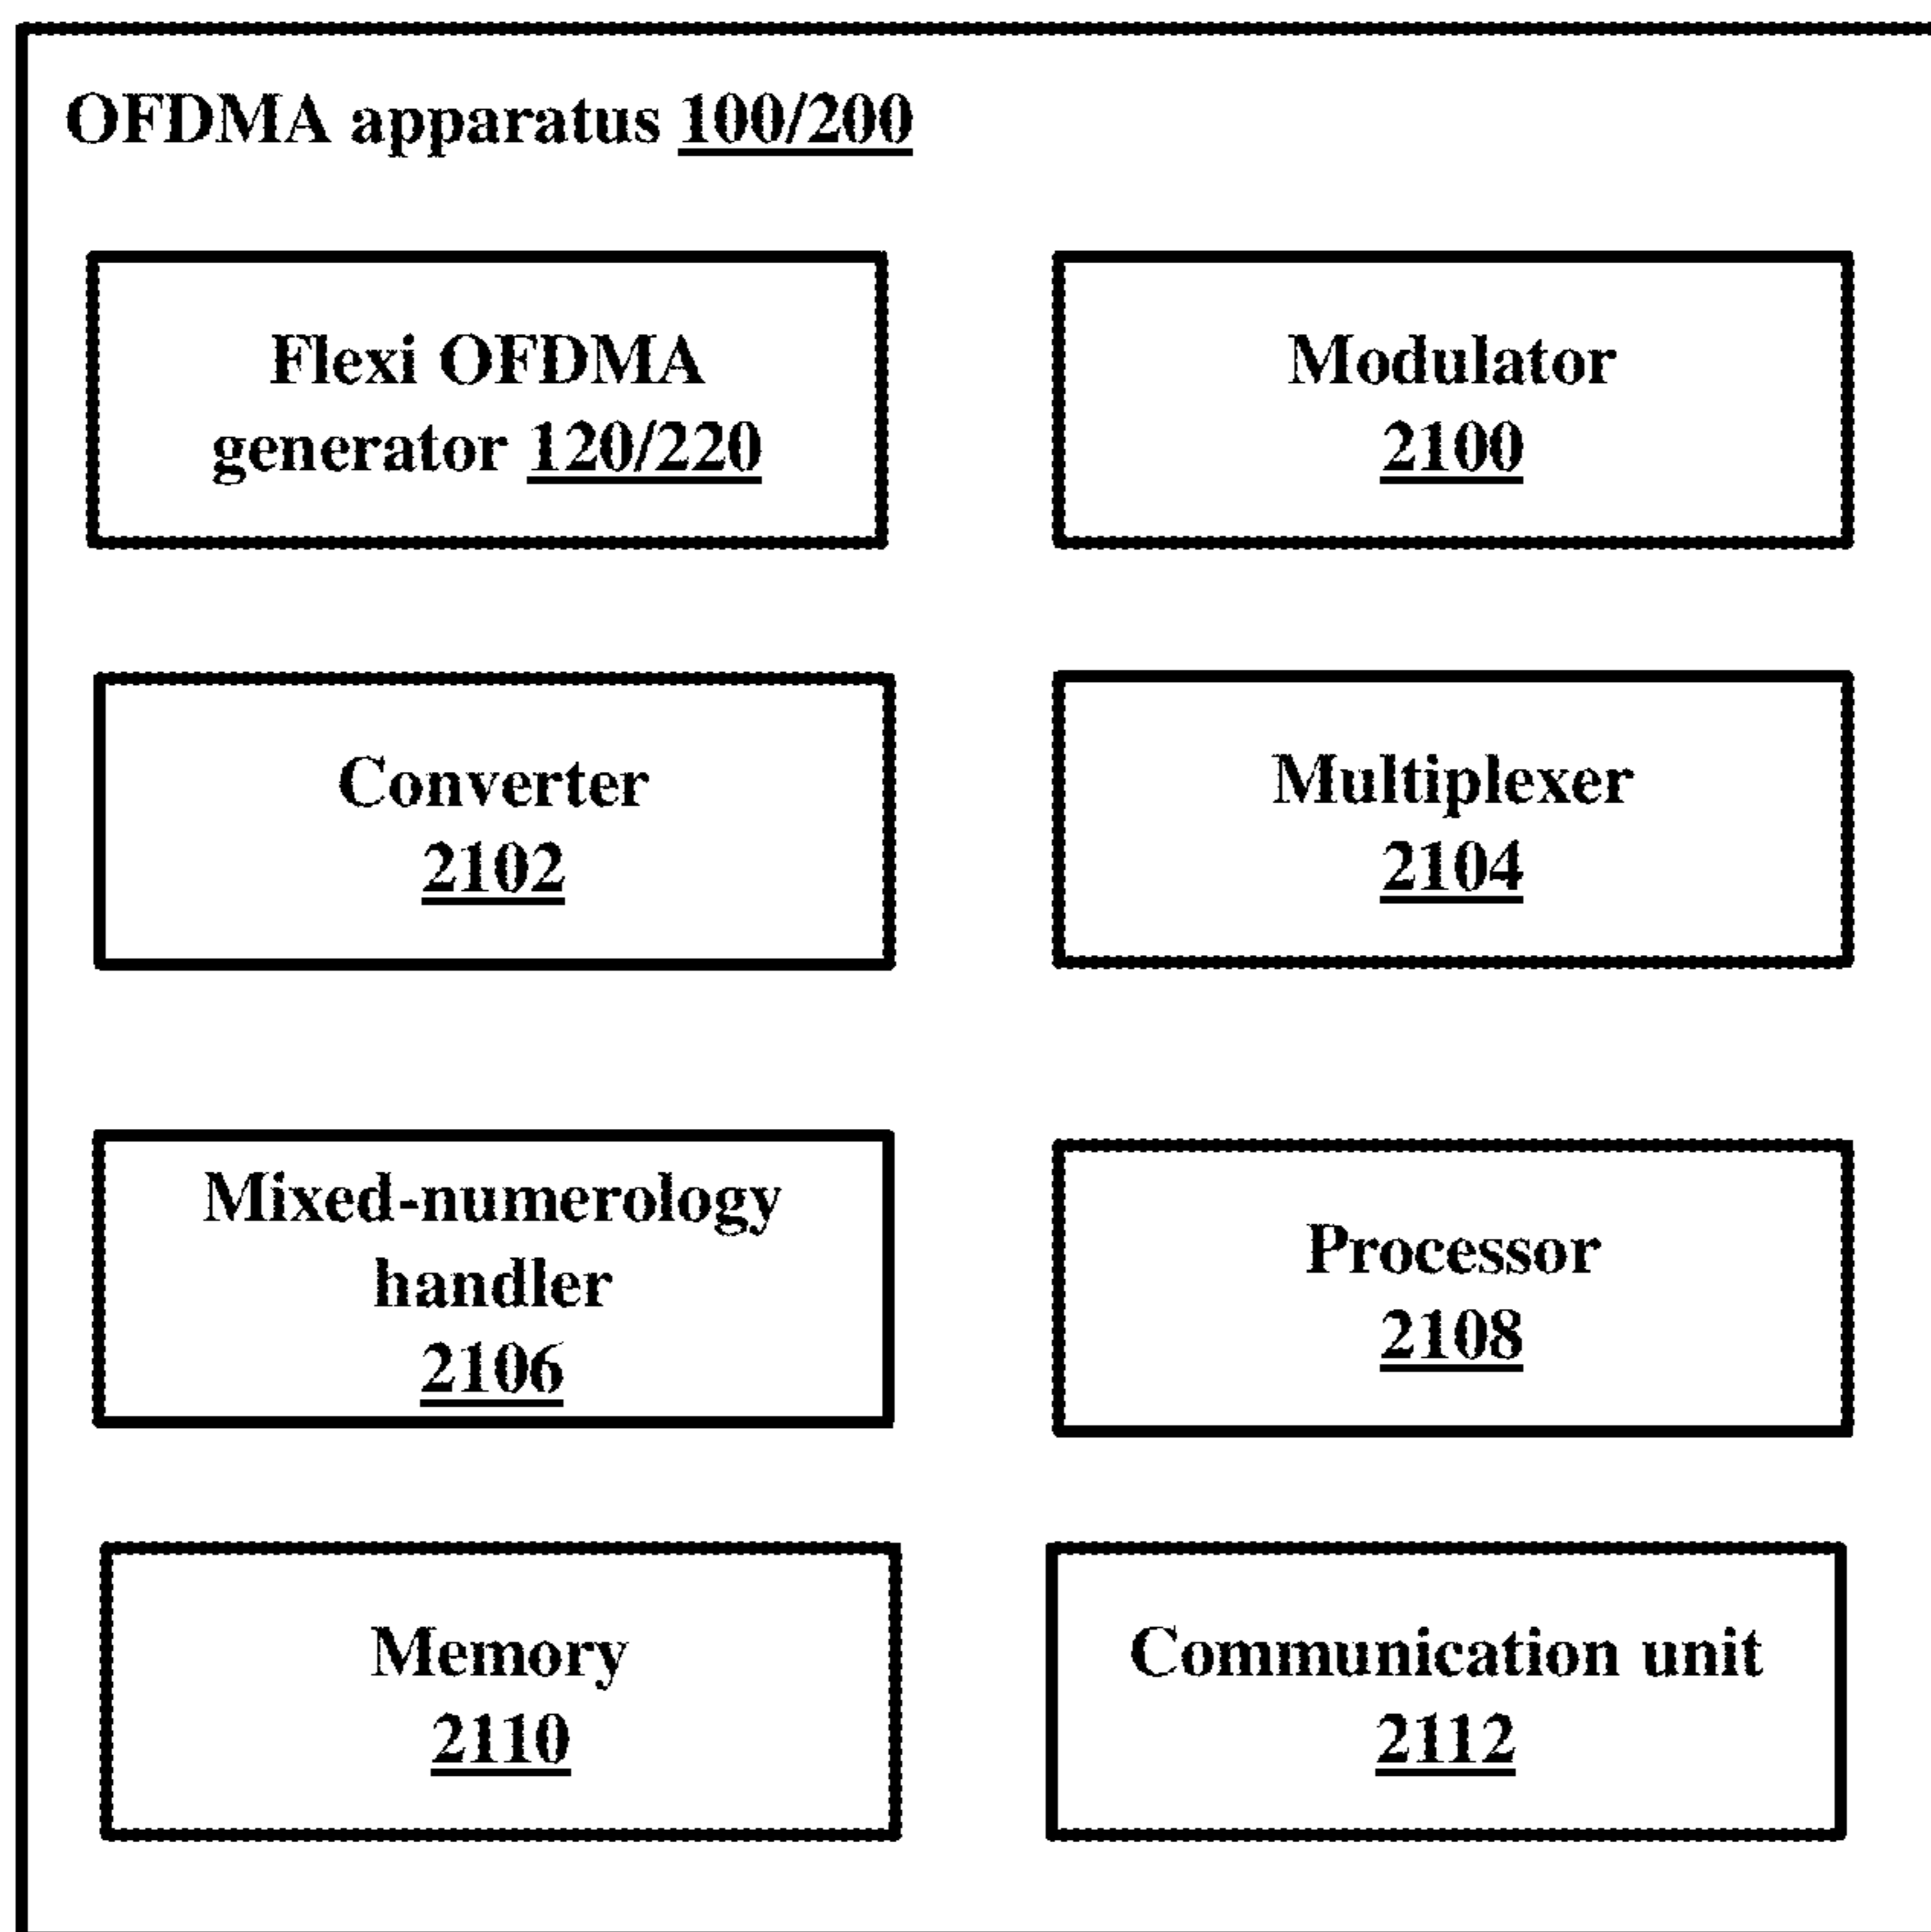 OFDMA apparatus 100/200
Flexi OFDMA
generator 120/220
Modulator
2100
Converter
2102
Multiplexer
2104
Mixed-numerology
handler
2106
Processor
2108
Memory
2110
Communication unit
2112